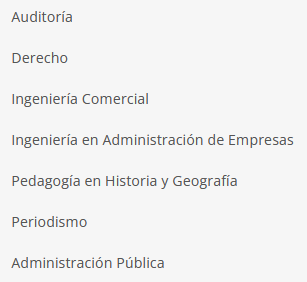 Auditoría
Derecho
Ingeniería Comercial
Ingeniería en Administración de Empresas
Pedagogía en Historia y Geografía
Periodismo
Administración Pública